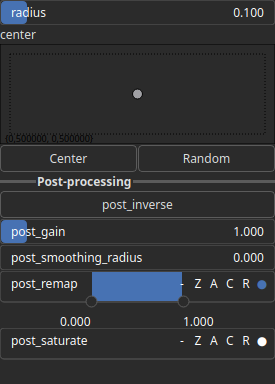 radius 0.100
center
(0.500000, 0.500000)
Center Random
Post-processing
post_inverse
post_gain 1.000
post_smoothing_radius 0.000
post_remap - Z A C R
0.000 1.000
post_saturate - Z A C R